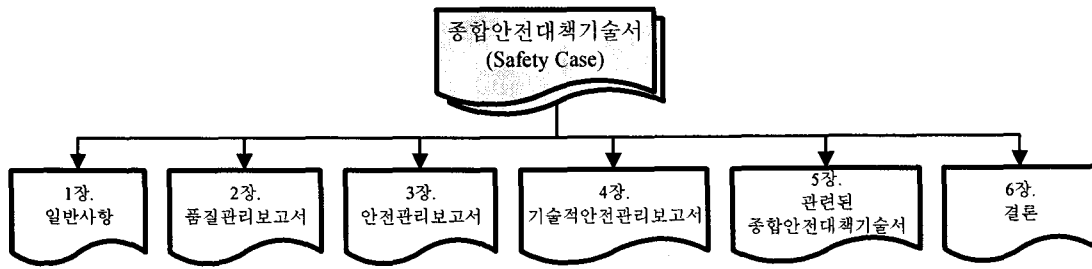 종합안전대책기술서
(Safety Case)
1장.
일반사항
2장.
품질관리보고서
3장.
안전관리보고서
4장.
기술적안전관리보고서
5장.
관련된
종합안전대책기술서
6장.
결론